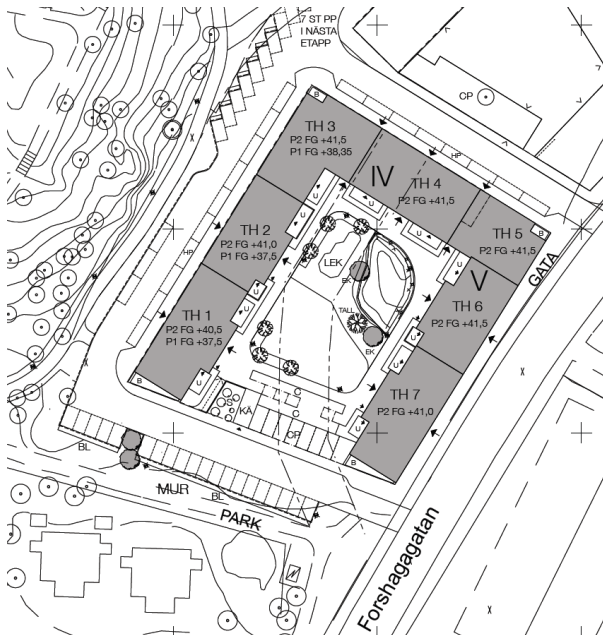 7 ST PP
I NÄSTA
ETAPP
CP
B
TH 3
P2 FG +41,5
P1 FG +38,35
HP
IV
TH 4
P2 FG +41,5
B
TH 5
P2 FG +41,5
GATA
U
U
U
TH 2
P2 FG +41,0
P1 FG +37,5
HP
LEK
EK
V
TH 6
P2 FG +41,5
U
U
TH 1
P2 FG +40,5
P1 FG +37,5
U
TALL
EK
U
U
TH 7
P2 FG +41,0
U
B
S
KÄ
C
C
CP
U
B
BL
MUR
BL
PARK
Forshagagatan